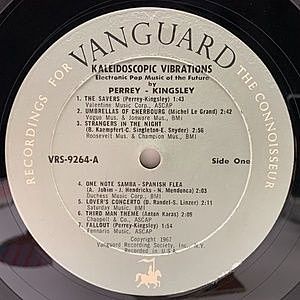 RECORDINGS FOR
VANGUARD
THE CONNOISSEUR
KALEIDOSCOPIC VIBRATIONS
Electronic Pop Music of the Future
by
PERREY - KINGSLEY
1. THE SAVERS (Perrey-Kingsley) 1:43
Valentine Music Corp., ASCAP
2. UMBRELLAS OF CHERBOURG (Michel Le Grand) 2:42
Vogue Mus. & Jonware Mus., BMI
3. STRANGERS IN THE NIGHT
(B. Kaempfert-C. Singleton-E. Snyder) 2:56
Roosevelt Mus. & Champion Mus., BMI
VRS-9264-A
Side One
4. ONE NOTE SAMBA - SPANISH FLEA
(A. Jobim - J. Hendricks - N. Mendonca) 2:03
Duchess Music Corp., BMI
5. LOVER'S CONCERTO (D. Randel-S. Linzer) 2:11
Saturday Music, BMI
6. THIRD MAN THEME (Anton Karas) 2:09
Chappell & Co., ASCAP
7. FALLOUT (Perrey-Kingsley) 1:54
Tannaris Music, ASCAP
Copyright 1967
Vanguard Recording Society, Inc., N.Y.
Recorded in U.S.A.